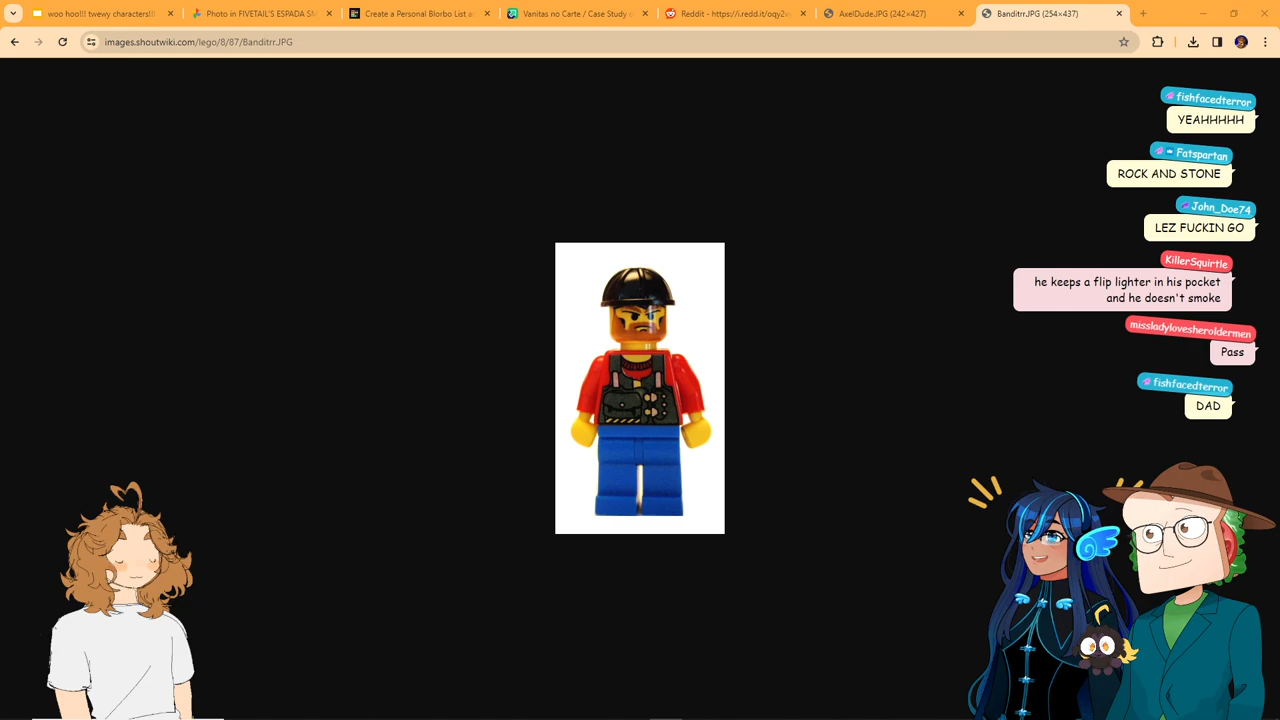 woo hoo!!! twewy characters!!!
Photo in FIVETAIL'S ESPADA SM
Create a Personal Blorbo List a
Vanitas no Carte / Case Study o
Reddit - https://i.redd.it/oqy2v
AxelDudeJPG (242×427)
BanditrrJPG (254×437)
images.shoutwiki.com/lego/8/87/Banditrr.JPG
fishfacedterror
YEAHHHHH
Fatspartan
ROCK AND STONE
John_Doe74
LEZ FUCKIN GO
KillerSquirtle
he keeps a flip lighter in his pocket
and he doesn't smoke
missladylovesheroldermen
Pass
fishfacedterror
DAD